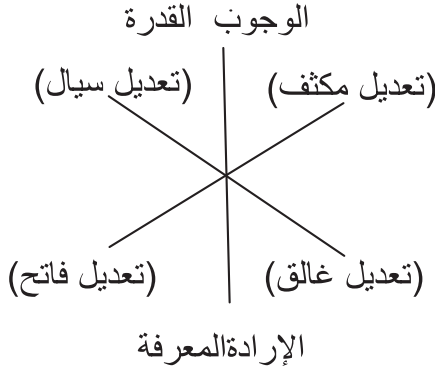 الوجوب القدرة
(تعديل مكثف) (تعديل سيال)
(تعديل غالق) (تعديل فاتح)
الإرادةالمعرفة